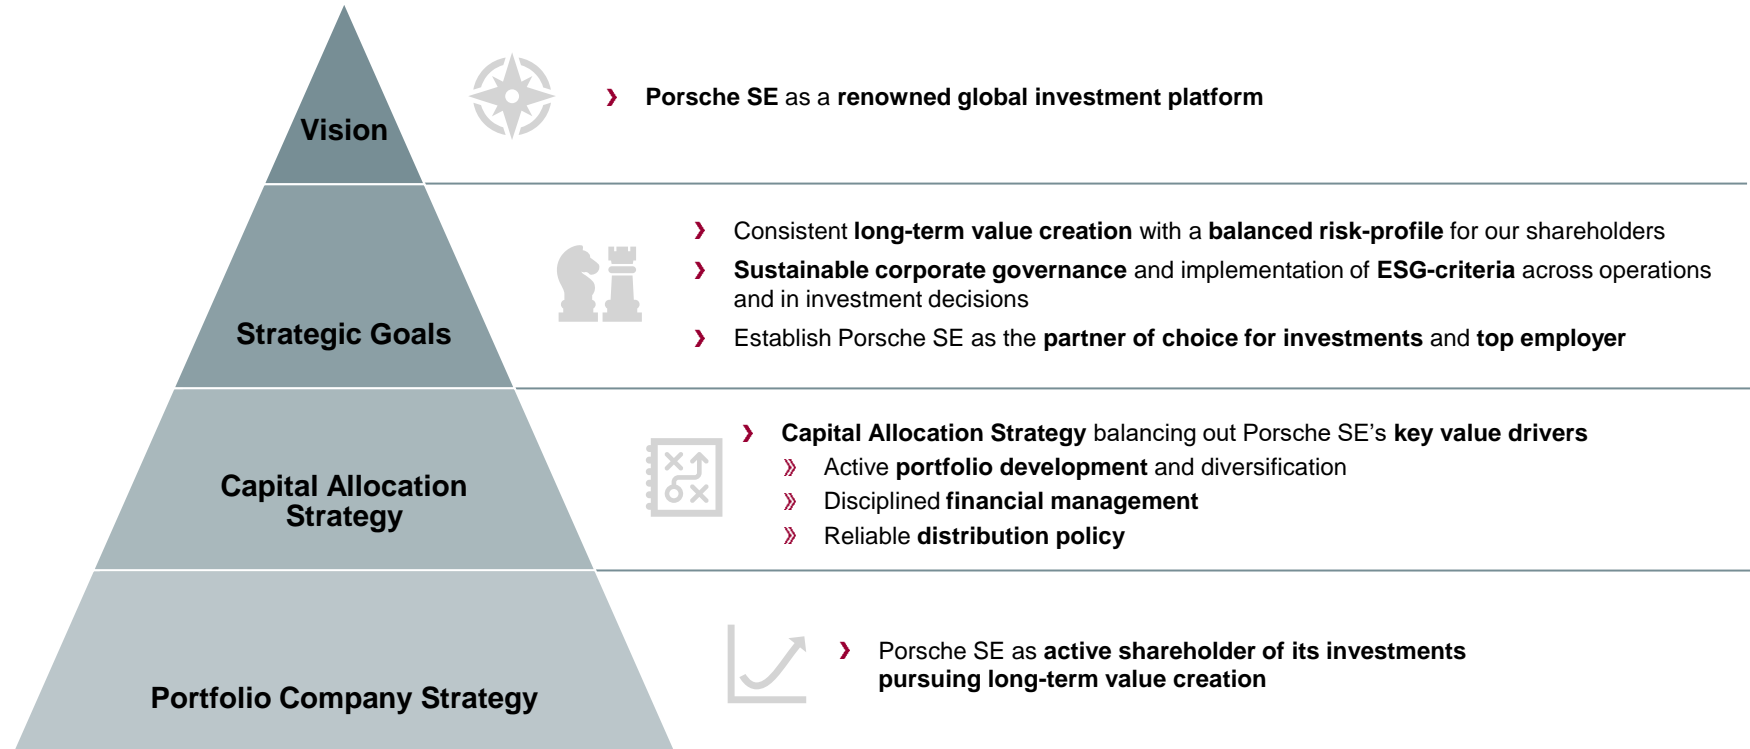 Vision
Porsche SE as a renowned global investment platform
Strategic Goals
Consistent long-term value creation with a balanced risk-profile for our shareholders
Sustainable corporate governance and implementation of ESG-criteria across operations
and in investment decisions
Establish Porsche SE as the partner of choice for investments and top employer
Capital Allocation
Strategy
Capital Allocation Strategy balancing out Porsche SE’s key value drivers
Active portfolio development and diversification
Disciplined financial management
Reliable distribution policy
Portfolio Company Strategy
Porsche SE as active shareholder of its investments
pursuing long-term value creation